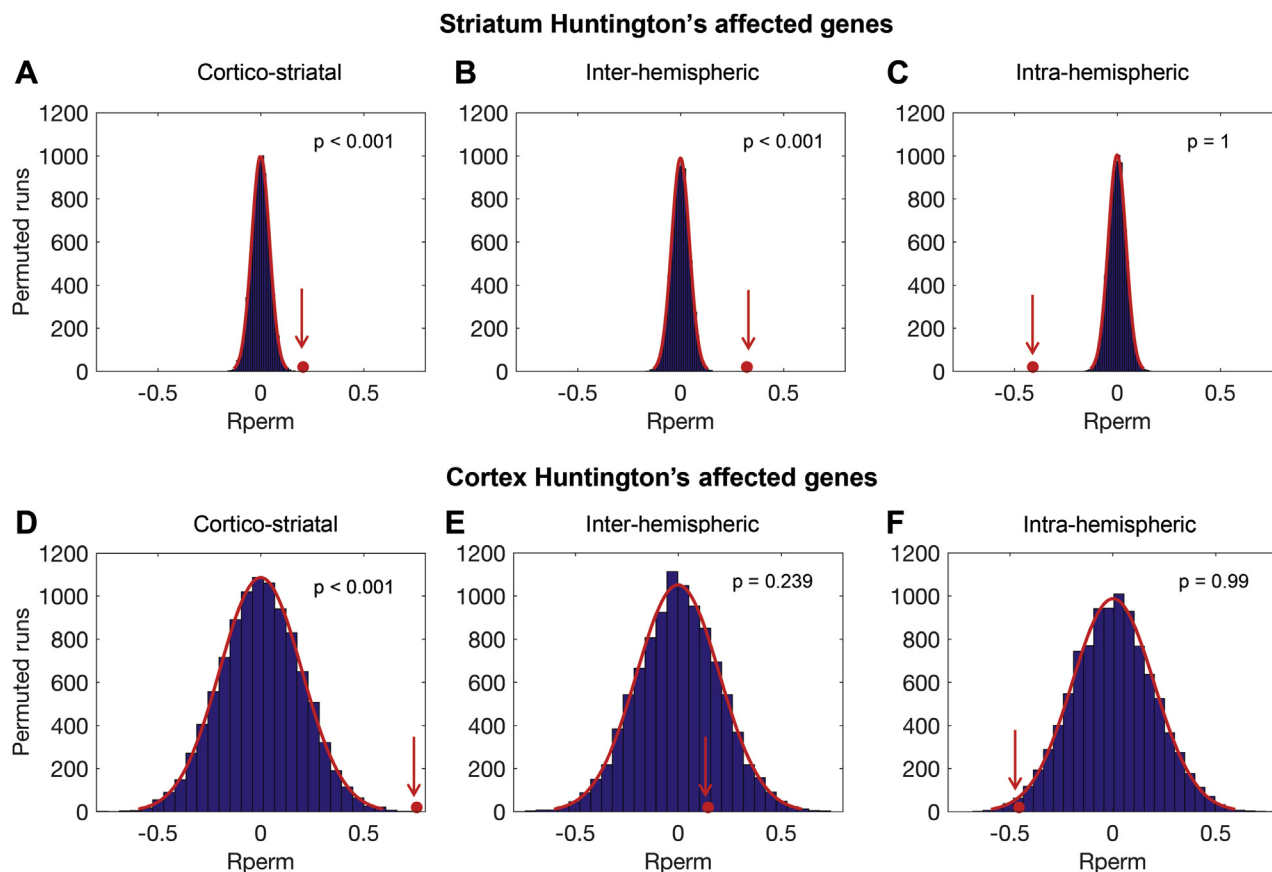 Striatum Huntington's affected genes
A
Cortico-striatal
B
Inter-hemispheric
C
Intra-hemispheric
1200
1000
800
600
400
200
0
Permuted runs
p < 0.001
-0.5
0
0.5
Rperm
1200
1000
800
600
400
200
0
p < 0.001
-0.5
0
0.5
Rperm
1200
1000
800
600
400
200
0
p = 1
-0.5
0
0.5
Rperm
Cortex Huntington's affected genes
D
Cortico-striatal
E
Inter-hemispheric
F
Intra-hemispheric
1200
1000
800
600
400
200
0
Permuted runs
p < 0.001
-0.5
0
0.5
Rperm
1200
1000
800
600
400
200
0
p = 0.239
-0.5
0
0.5
Rperm
1200
1000
800
600
400
200
0
p = 0.99
-0.5
0
0.5
Rperm